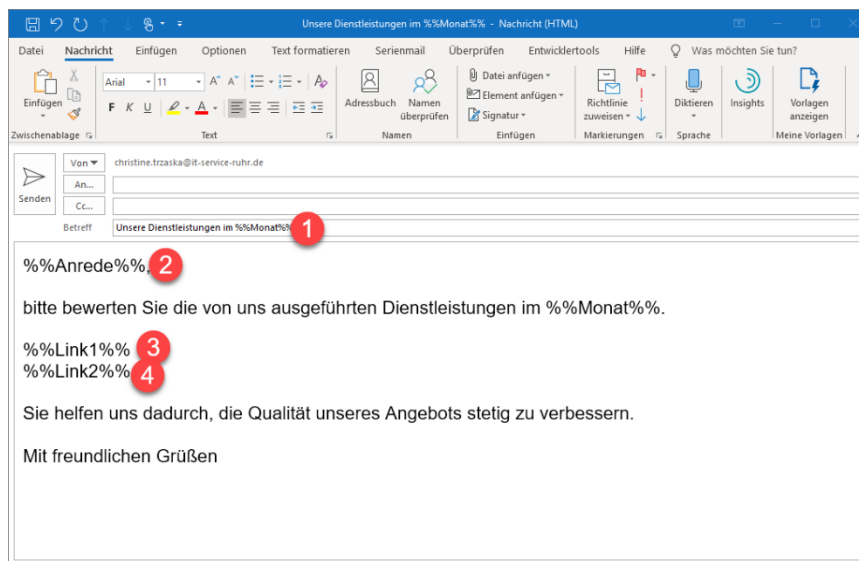 Unsere Dienstleistungen im %%Monat%% - Nachricht (HTML)
Datei Nachricht Einfügen Optionen Text formatieren Serienmail Überprüfen Entwicklertools Hilfe Was möchten Sie tun?
Einfügen
Arial 11
F K U
Adressbuch Namen überprüfen
Datei anfügen
Element anfügen
Signatur
Richtlinie zuweisen
Diktieren
Insights
Vorlagen anzeigen
Zwischenablage Text Namen Einfügen Markierungen Sprache Meine Vorlagen
Von christine.trzaska@it-service-ruhr.de
An...
Senden
Cc...
Betreff Unsere Dienstleistungen im %%Monat%% 1
%%Anrede%%, 2
bitte bewerten Sie die von uns ausgeführten Dienstleistungen im %%Monat%%.
%%Link1%% 3
%%Link2%% 4
Sie helfen uns dadurch, die Qualität unseres Angebots stetig zu verbessern.
Mit freundlichen Grüßen